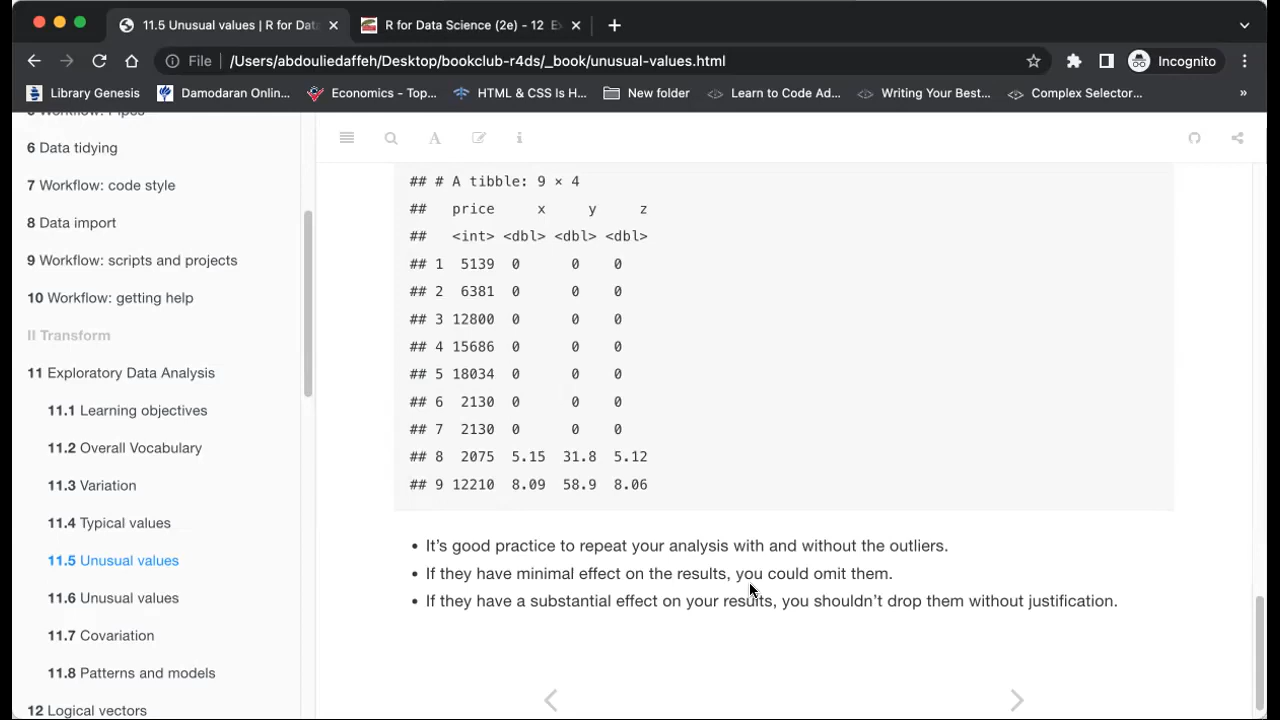 11.5 Unusual values | R for Dat
R for Data Science (2e) - 12 E
File /Users/abdouliedaffeh/Desktop/bookclub-r4ds/_book/unusual-values.html
Incognito
Library Genesis
Damodaran Onlin...
Economics - Top...
HTML & CSS Is H...
New folder
Learn to Code Ad...
Writing Your Best...
Complex Selector...
»
6 Data tidying
7 Workflow: code style
8 Data import
9 Workflow: scripts and projects
10 Workflow: getting help
II Transform
11 Exploratory Data Analysis
11.1 Learning objectives
11.2 Overall Vocabulary
11.3 Variation
11.4 Typical values
11.5 Unusual values
11.6 Unusual values
11.7 Covariation
11.8 Patterns and models
12 Logical vectors
## # A tibble: 9 × 4
## price x y z
## <int> <dbl> <dbl> <dbl>
## 1 5139 0 0 0
## 2 6381 0 0 0
## 3 12800 0 0 0
## 4 15686 0 0 0
## 5 18034 0 0 0
## 6 2130 0 0 0
## 7 2130 0 0 0
## 8 2075 5.15 31.8 5.12
## 9 12210 8.09 58.9 8.06
• It’s good practice to repeat your analysis with and without the outliers.
• If they have minimal effect on the results, you could omit them.
• If they have a substantial effect on your results, you shouldn’t drop them without justification.